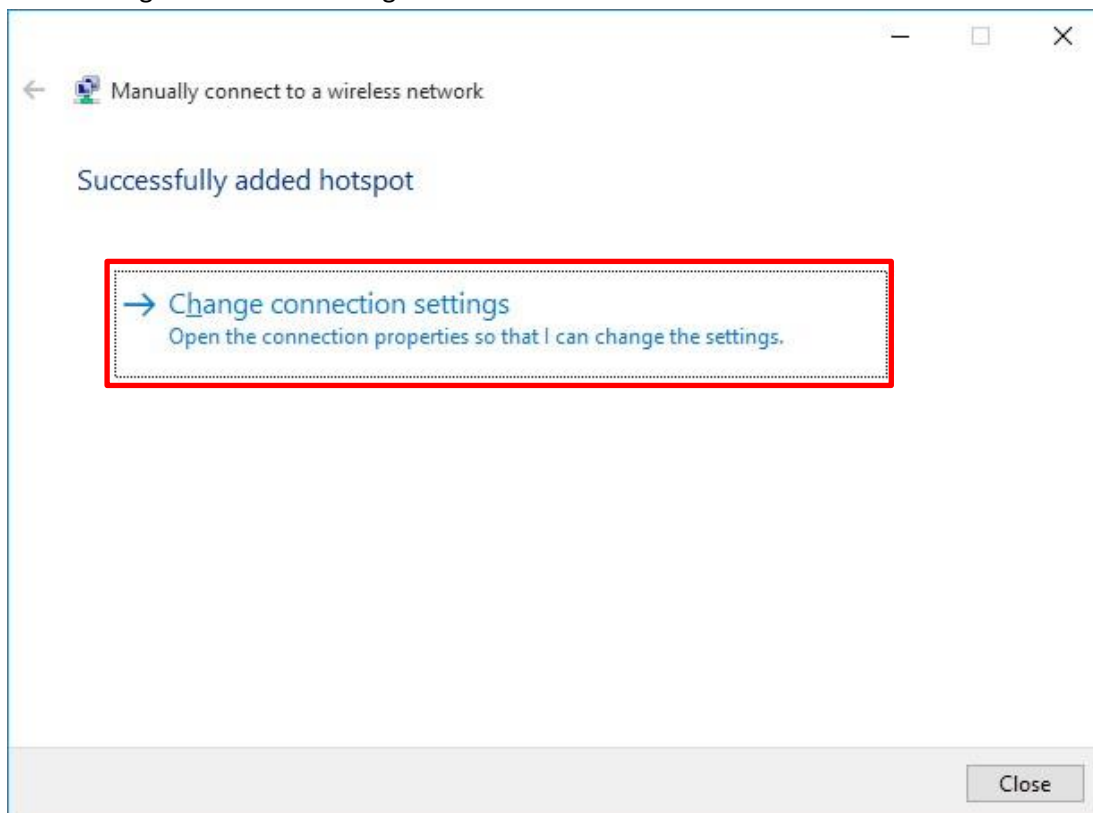 Manually connect to a wireless network
Successfully added hotspot
Change connection settings
Open the connection properties so that I can change the settings.
Close